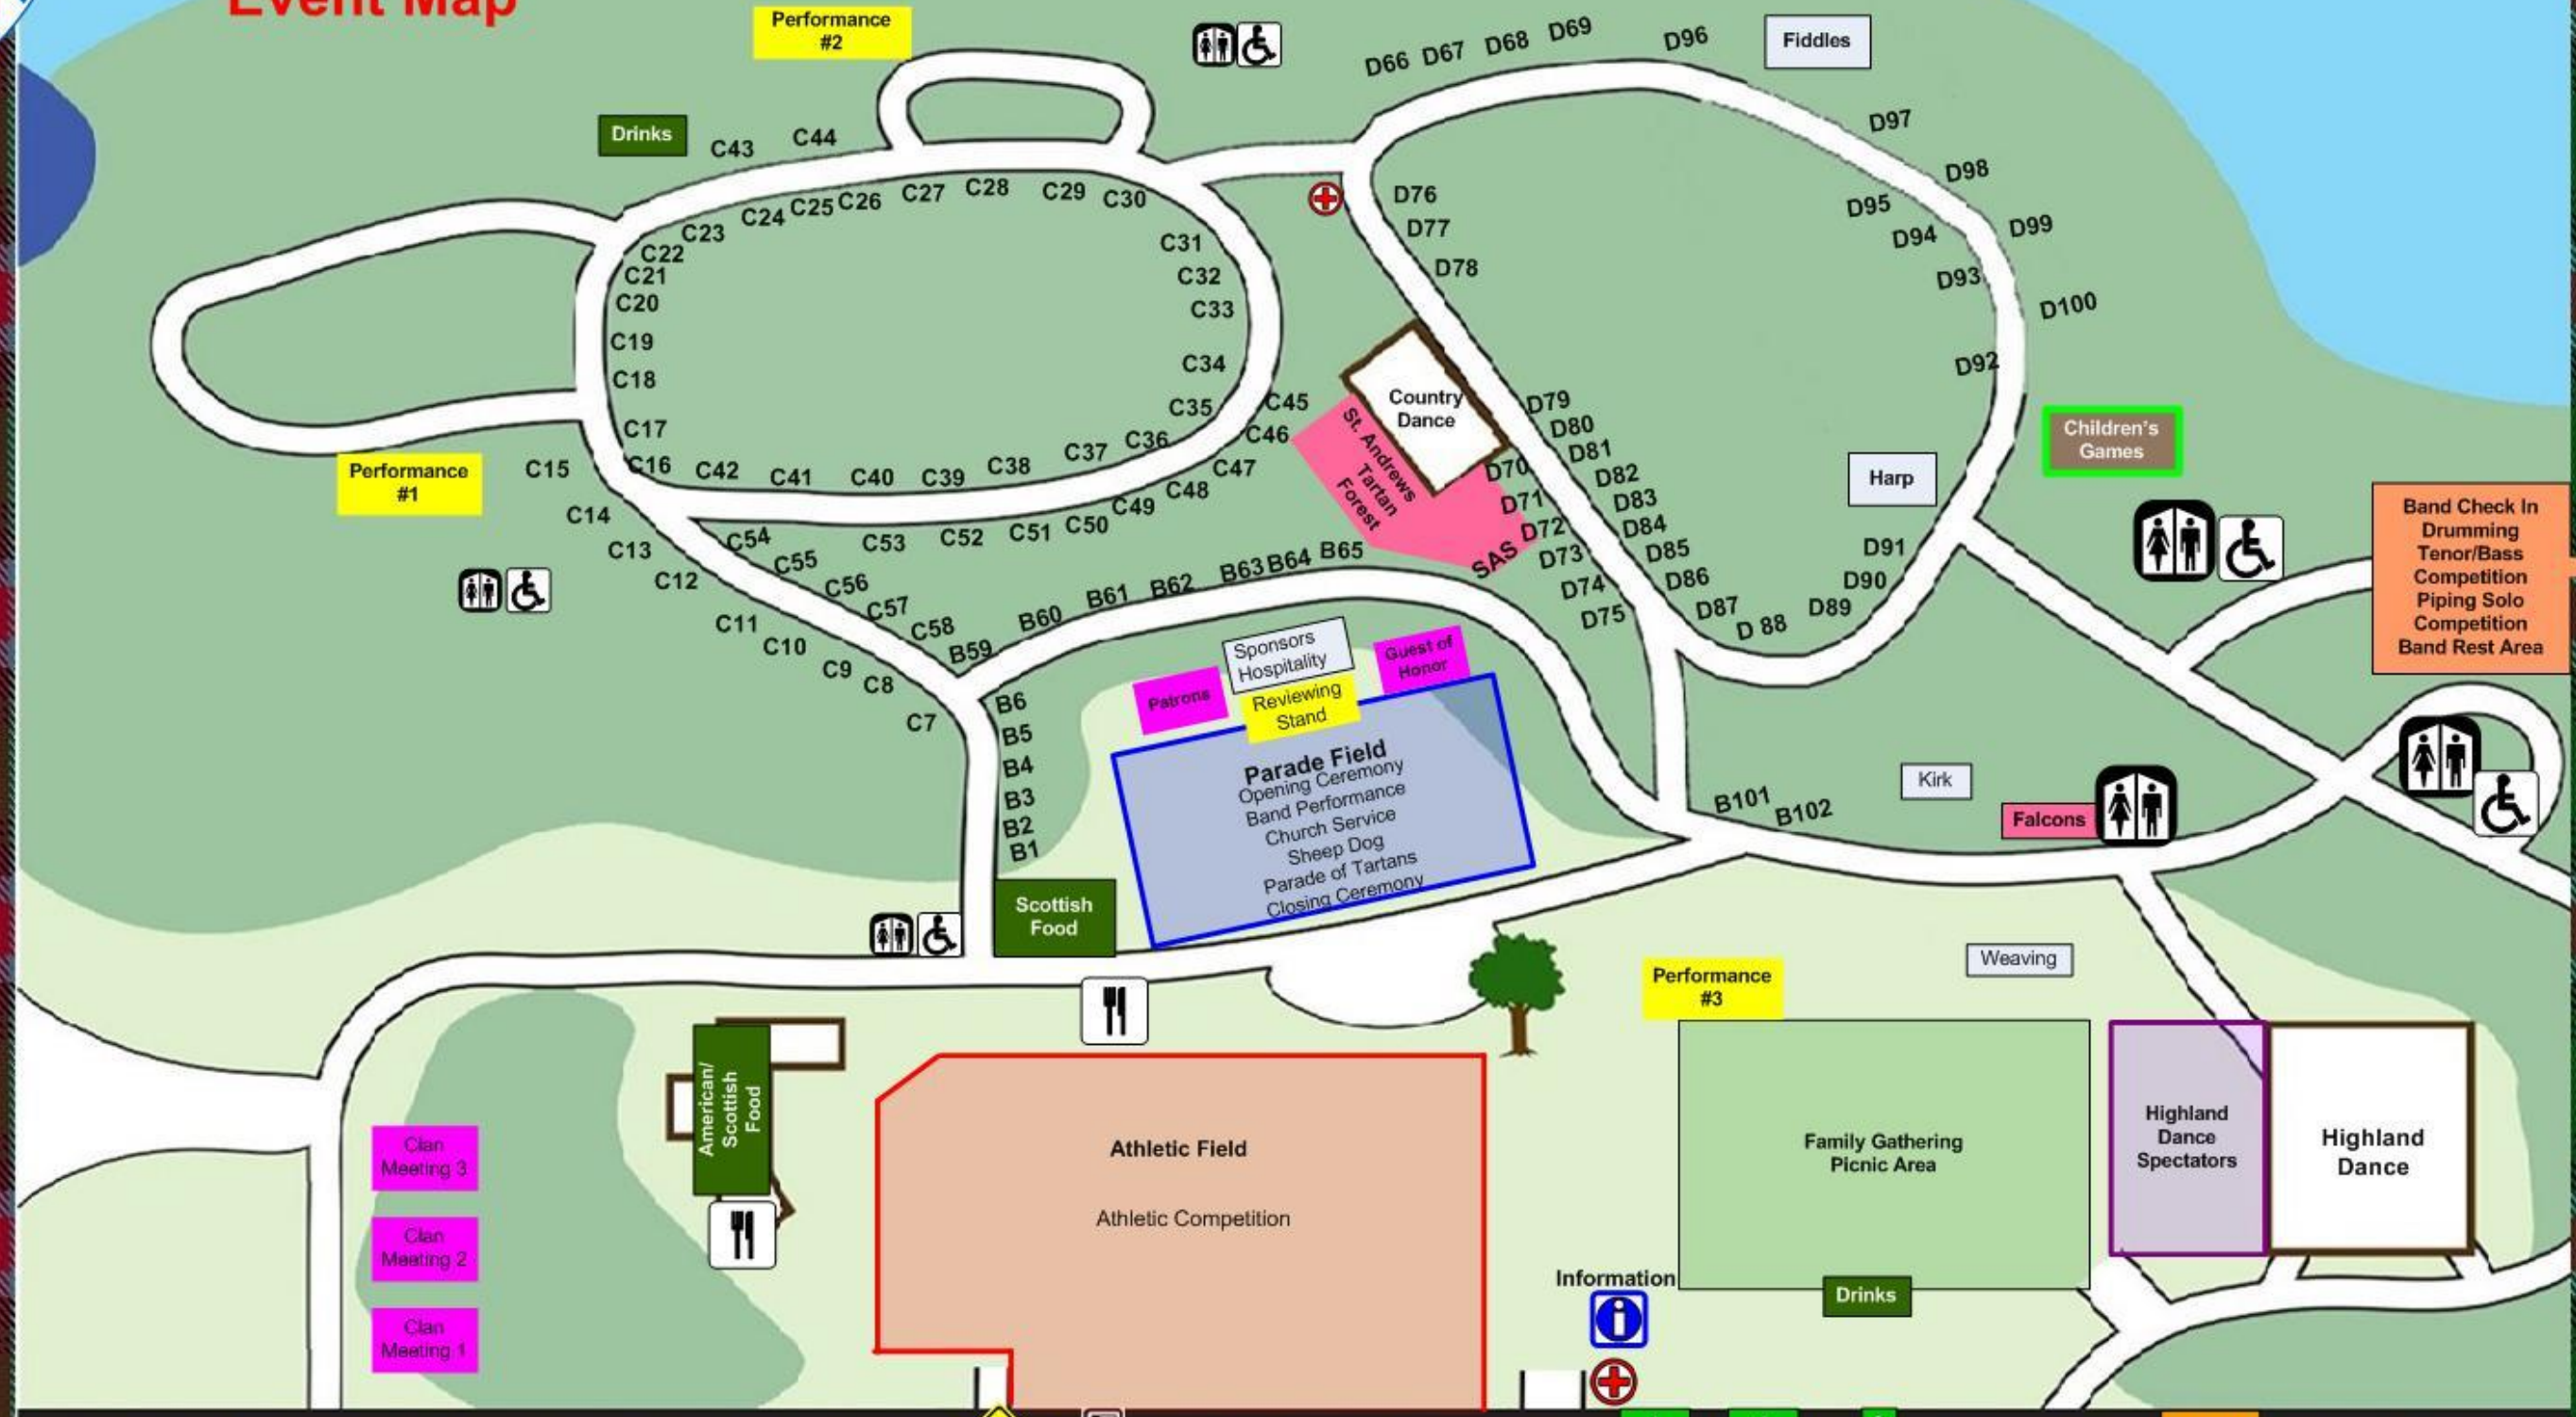 Event Map
Performance
#2
Fiddles
D66 D67 D68 D69 D96
Drinks
C43 C44
D97
D98
D99
D100
D95
D94
D93
D92
C22 C23 C24 C25 C26 C27 C28 C29 C30
C21
C20
C19
C18
C17
C16
C31
C32
C33
C34
C35
C36
C42 C41 C40 C39 C38 C37
D76
D77
D78
Country
Dance
St. Andrews
Tartan
Forest
SAS
C45
C46
C47
C48
C49
C50
C51
C52
C53
D79
D80
D81
D82
D83
D84
D85
D86
D87
D 88
D89
D90
D91
D70
D71
D72
D73
D74
D75
Harp
Children's
Games
Band Check In
Drumming
Tenor/Bass
Competition
Piping Solo
Competition
Band Rest Area
Performance
#1
C15
C14
C13
C12
C11
C10
C9
C8
C7
C54
C55
C56
C57
C58
B59 B60 B61 B62 B63 B64 B65
B6
B5
B4
B3
B2
B1
Patrons
Sponsors
Hospitality
Reviewing
Stand
Guest of
Honor
Parade Field
Opening Ceremony
Band Performance
Church Service
Sheep Dog
Parade of Tartans
Closing Ceremony
B101 B102
Kirk
Falcons
Scottish
Food
Weaving
Performance
#3
American/
Scottish
Food
Clan
Meeting 3
Clan
Meeting 2
Clan
Meeting 1
Athletic Field
Athletic Competition
Family Gathering
Picnic Area
Highland
Dance
Spectators
Highland
Dance
Information
Drinks